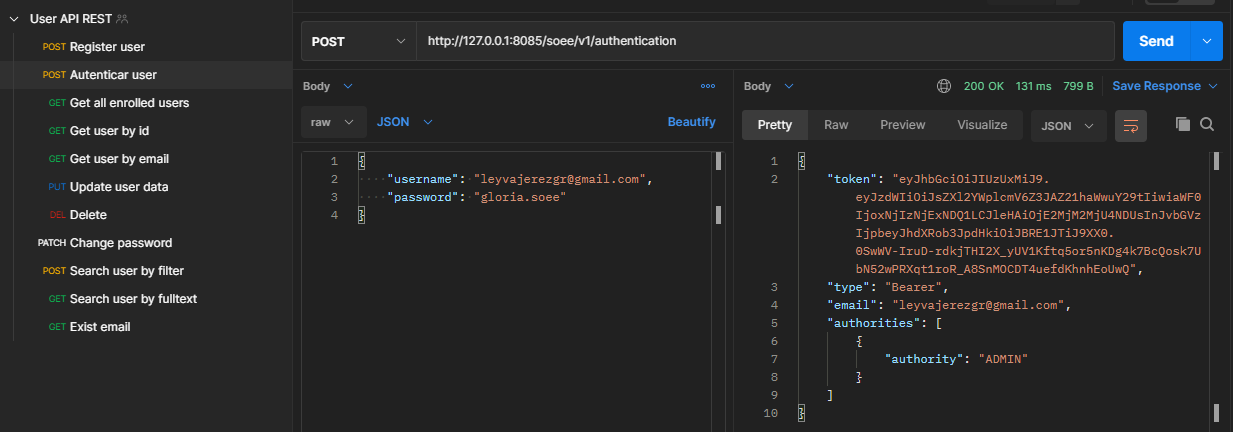 User API REST
POST Register user
POST Autenticar user
GET Get all enrolled users
GET Get user by id
GET Get user by email
PUT Update user data
DEL Delete
PATCH Change password
POST Search user by filter
GET Search user by fulltext
GET Exist email
POST http://127.0.0.1:8085/soee/v1/authentication Send
Body
raw JSON Beautify
1 {
2 "username": "leyvajerezgr@gmail.com",
3 "password": "gloria.soee"
4 }
Body 200 OK 131 ms 799 B Save Response
Pretty Raw Preview Visualize JSON
1 {
2 "token": "eyJhbGciOiJIUzUxMiJ9.
eyJzdWIiOiJsZXl2YWplcmV6Z3JAZ21haWwuY29tIiwiaWF0
IjoxNjIzNjExNDQ1LCJleHAiOjE2MjM2MjU4NDUsInJvbGVz
IjpbeyJhdXRob3JpdHkiOiJBRE1JTiJ9XX0.
0SwWV-IruD-rdkjTHI2X_yUV1Kftq5or5nKDg4k7BcQosk7U
bN52wPRXqt1roR_A8SnMOCDT4uefdKhnhEoUwQ",
3 "type": "Bearer",
4 "email": "leyvajerezgr@gmail.com",
5 "authorities": [
6 {
7 "authority": "ADMIN"
8 }
9 ]
10 }